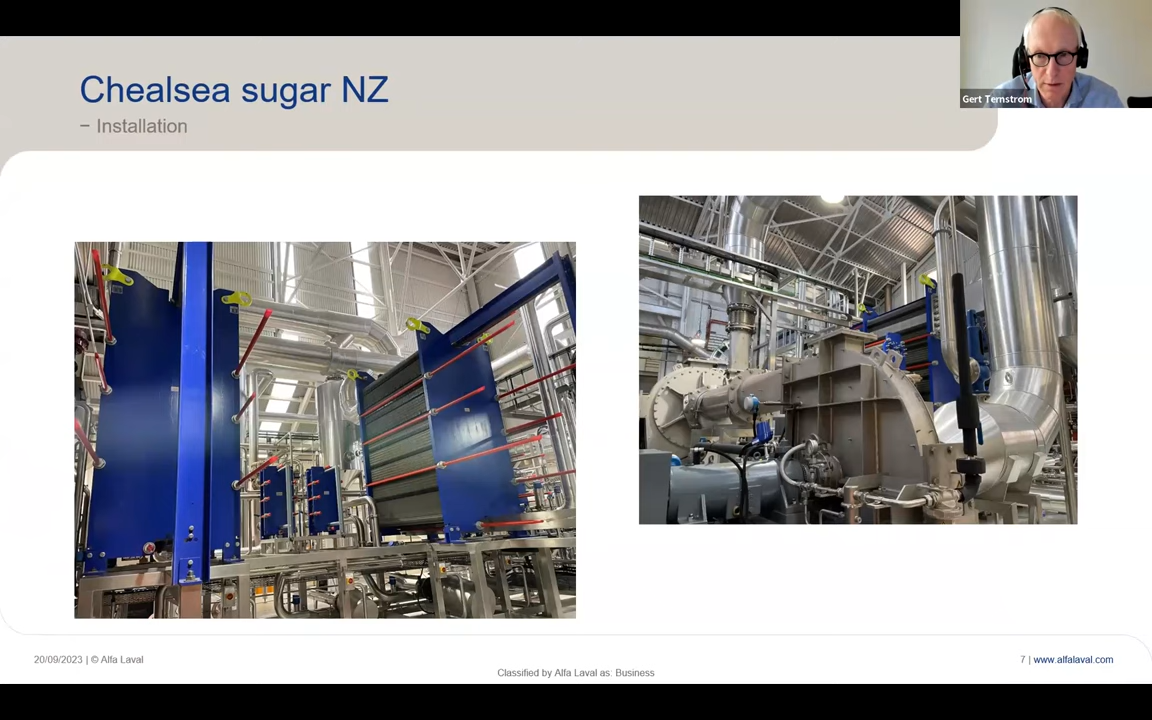 Chealsea sugar NZ
– Installation
Gert Ternstrom
20/09/2023 | © Alfa Laval
Classified by Alfa Laval as: Business
7 | www.alfalaval.com